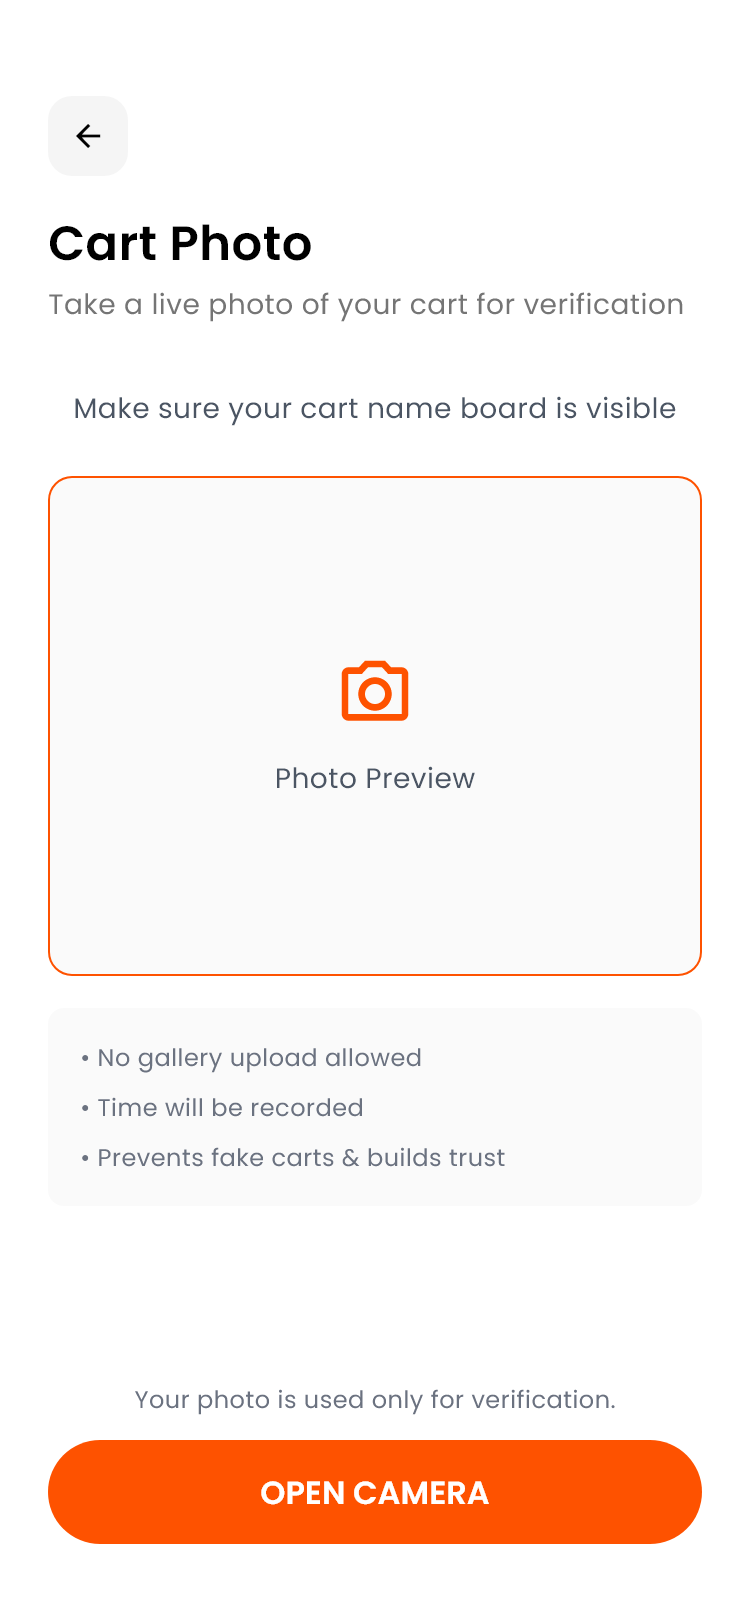 Cart Photo
Take a live photo of your cart for verification
Make sure your cart name board is visible
Photo Preview
• No gallery upload allowed
• Time will be recorded
• Prevents fake carts & builds trust
Your photo is used only for verification.
OPEN CAMERA